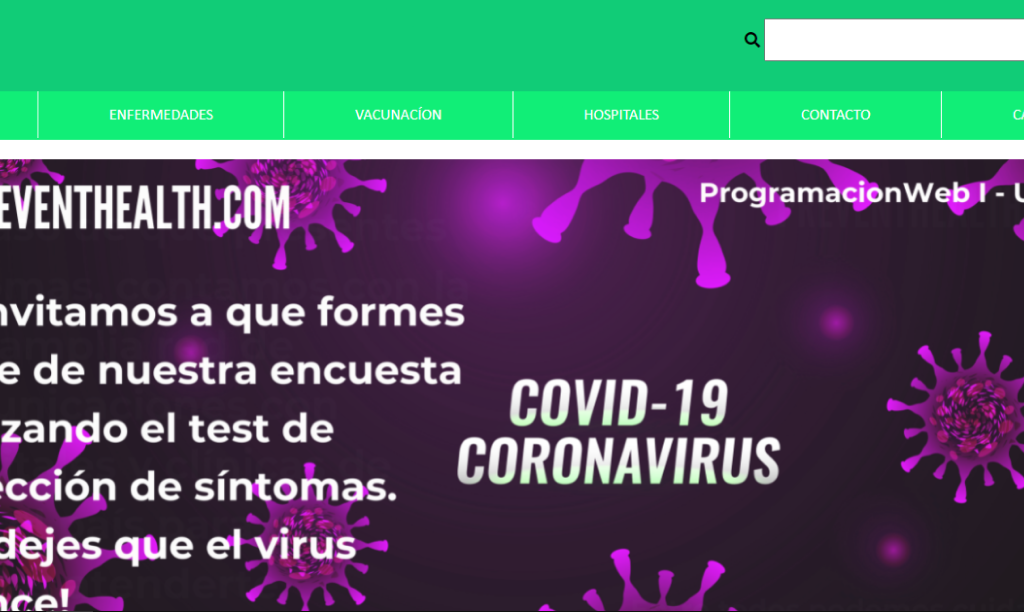 ENFERMEDADES VACUNACÍON HOSPITALES CONTACTO CA
EVENTHEALTH.COM
ProgramacionWeb I - U
nvitamos a que formes
e de nuestra encuesta
zando el test de
ección de síntomas.
dejes que el virus
nce!
COVID-19
CORONAVIRUS